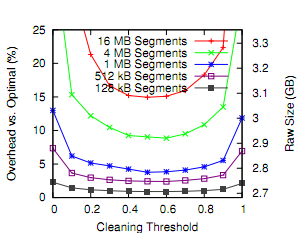 25
20
15
10
5
0
Overhead vs. Optimal (%)
16 MB Segments
4 MB Segments
1 MB Segments
512 kB Segments
128 kB Segments
3.3
3.2
3.1
3
2.9
2.8
2.7
Raw Size (GB)
0 0.2 0.4 0.6 0.8 1
Cleaning Threshold